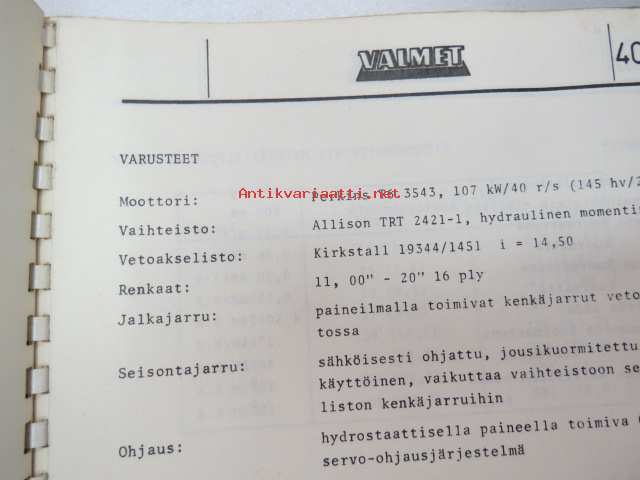 VALMET
40
VARUSTEET
Antikvariaatti.net
Moottori: Perkins 3543, 107 kW/40 r/s (145 hv/2
Vaihteisto: Allison TRT 2421-1, hydraulinen momenti
Vetoakselisto: Kirkstall 19344/1451 i = 14,50
Renkaat: 11, 00" - 20" 16 ply
Jalkajarru: paineilmalla toimivat kenkäjarrut veto
tossa
Seisontajarru: sähköisesti ohjattu, jousikuormitettu
käyttöinen, vaikuttaa vaihteistoon se
liston kenkäjarruihin
Ohjaus: hydrostaattisella paineella toimiva
servo-ohjausjärjestelmä